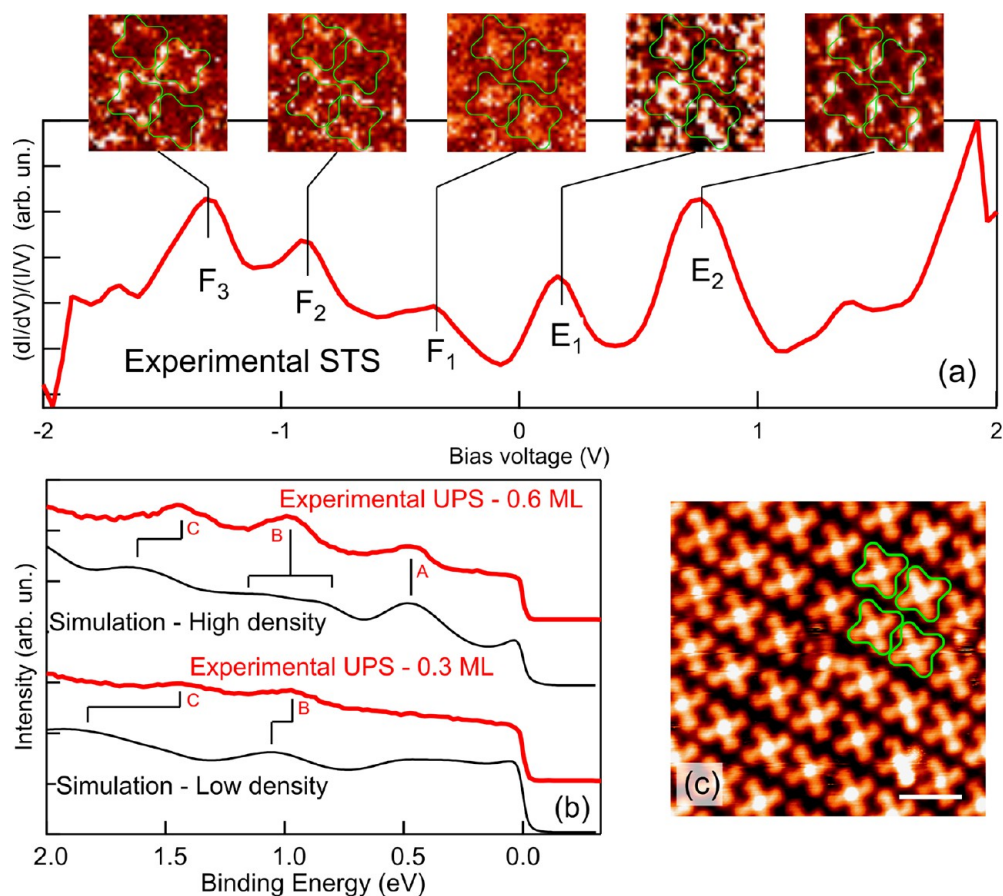 (dI/dV)/(I/V) (arb. un.)
F3
F2
F1
E1
E2
Experimental STS
(a)
-2
-1
0
1
2
Bias voltage (V)
Experimental UPS - 0.6 ML
C
B
A
Simulation - High density
Experimental UPS - 0.3 ML
C
B
Simulation - Low density
(b)
Intensity (arb. un.)
2.0
1.5
1.0
0.5
0.0
Binding Energy (eV)
(c)